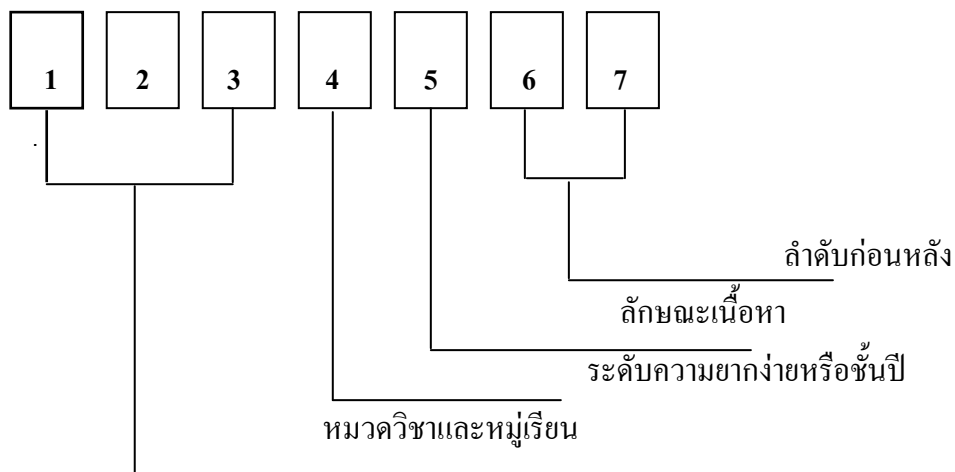 1 2 3 4 5 6 7
ลำดับก่อนหลัง
ลักษณะเนื้อหา
ระดับความยากง่ายหรือชั้นปี
หมวดวิชาและหมู่เรียน